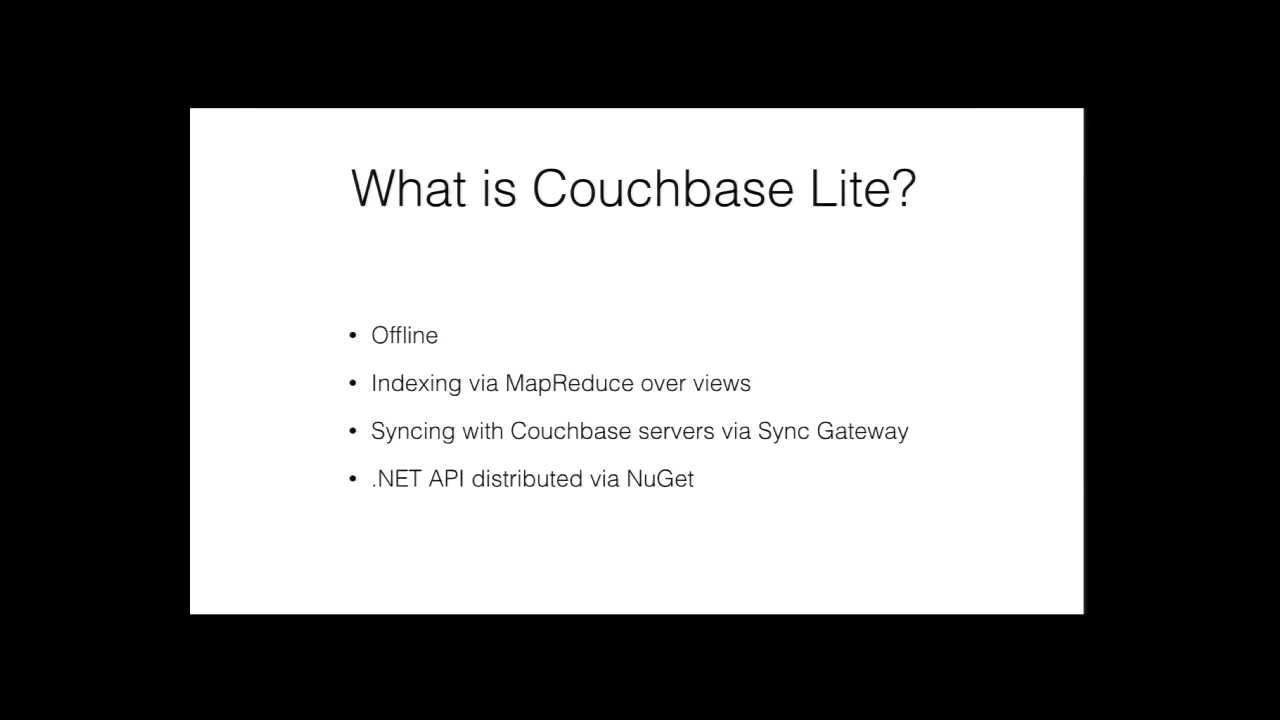 What is Couchbase Lite?
• Offline
• Indexing via MapReduce over views
• Syncing with Couchbase servers via Sync Gateway
• .NET API distributed via NuGet